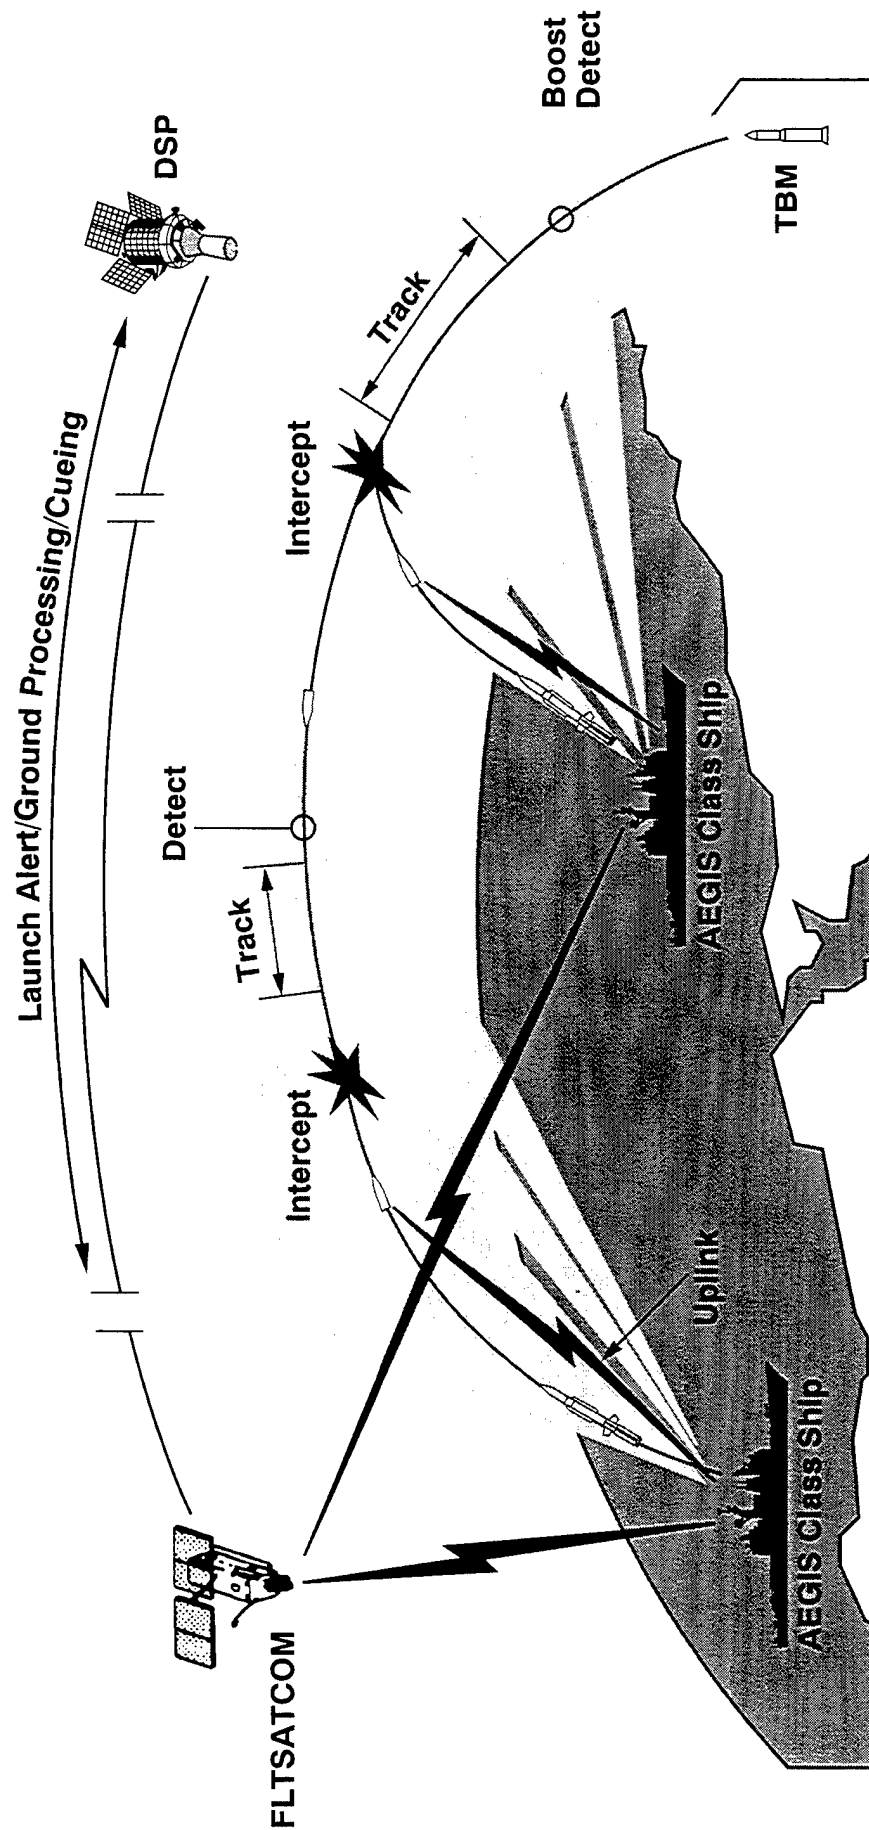 Launch Alert/Ground Processing/Cueing
DSP
FLTSATCOM
Intercept
Track
Detect
Intercept
Track
Boost
Detect
TBM
Uplink
AEGIS Class Ship
AEGIS Class Ship